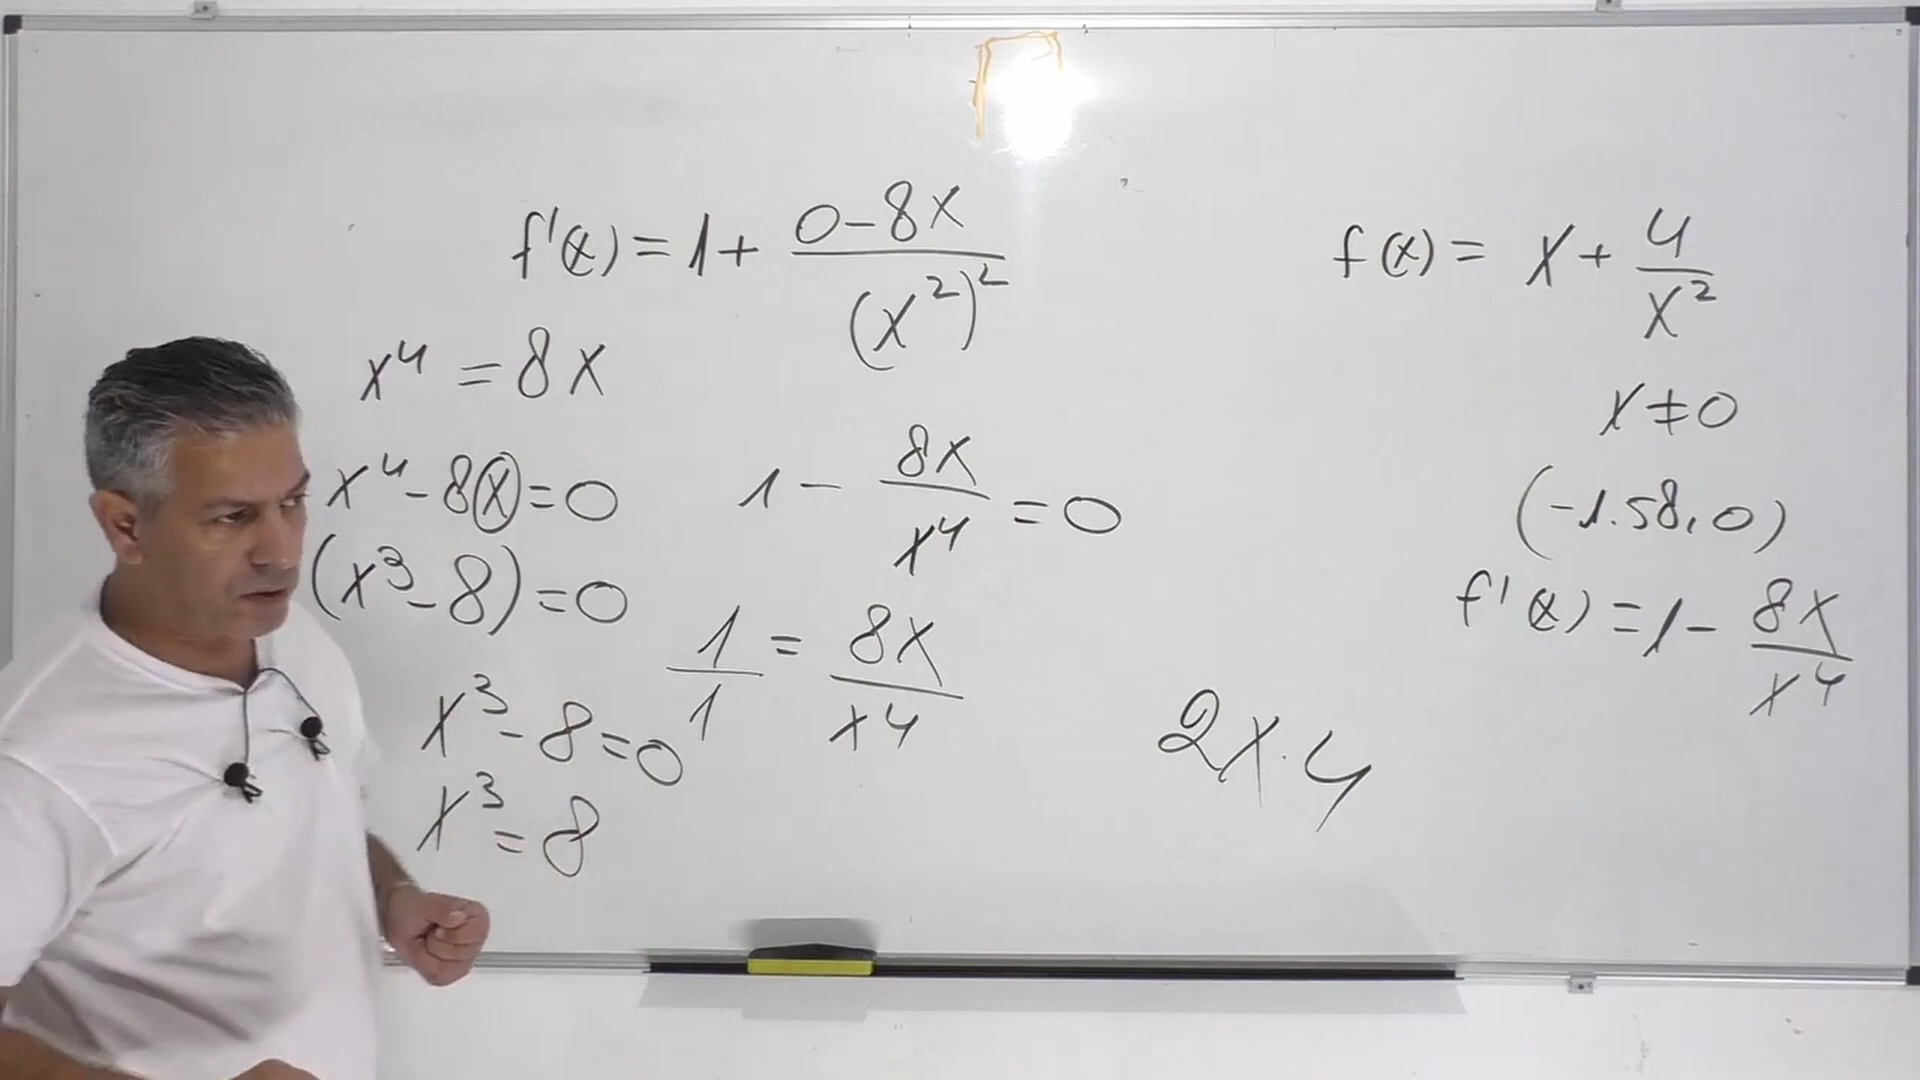 f'(x) = 1 + (0 - 8x)/(x²)²
x⁴ = 8x
x⁴ - 8x = 0
(x³ - 8) = 0
x³ - 8 = 0
x³ = 8
1 - 8x/x⁴ = 0
1/1 = 8x/x⁴
2x·4
f(x) = x + 4/x²
x ≠ 0
(-1.58, 0)
f'(x) = 1 - 8x/x⁴